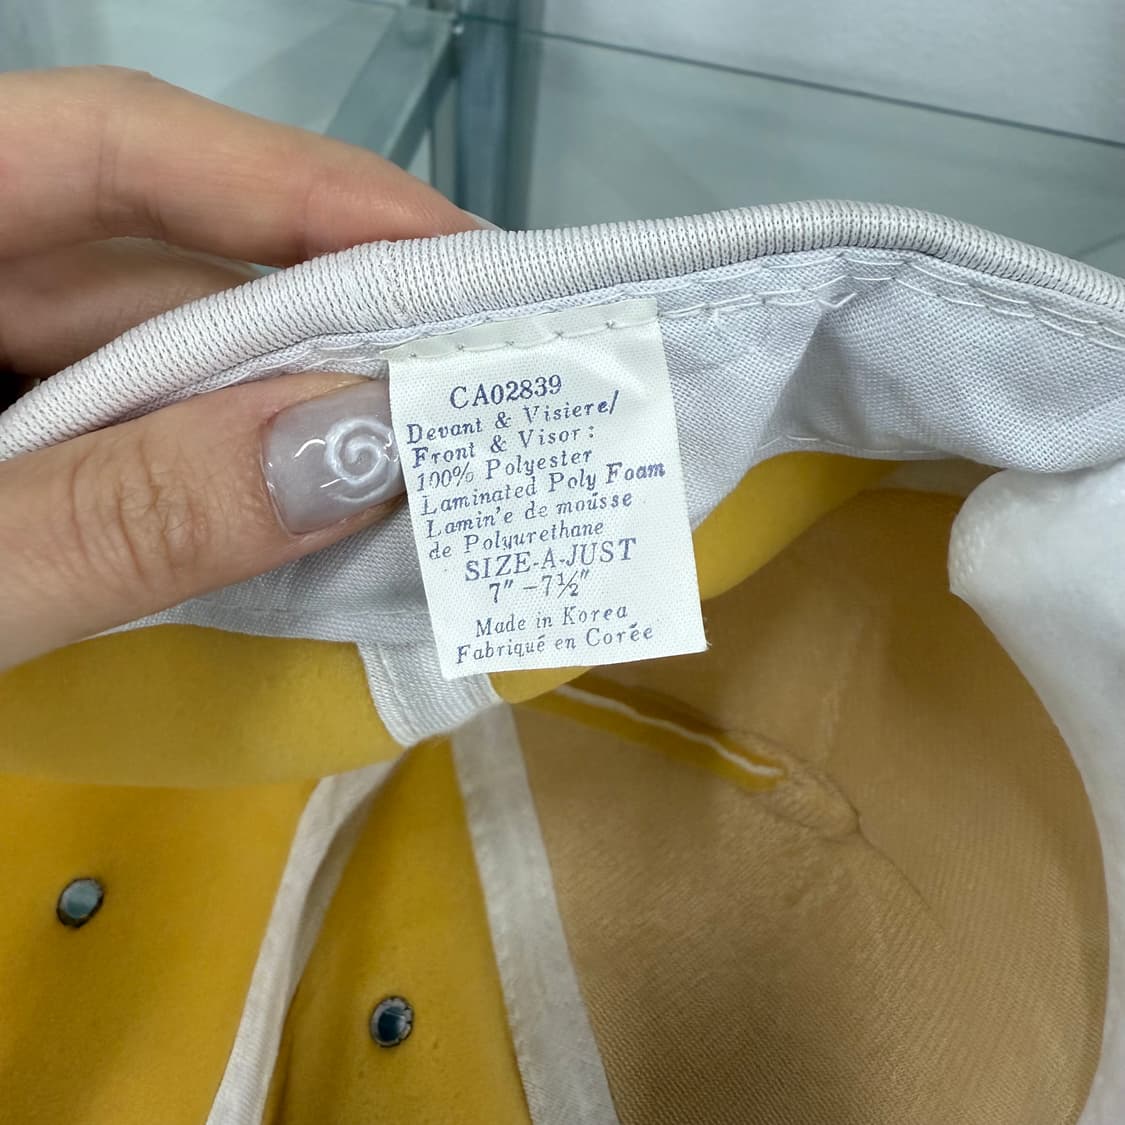 CA02839
Devant & Visiere/
Front & Visor:
100% Polyester
Laminated Poly Foam
Lamin'e de moüsse
de Polyurethane
SIZE-A-JUST
7" - 7½"
Made in Korea
Fabriqué en Corée